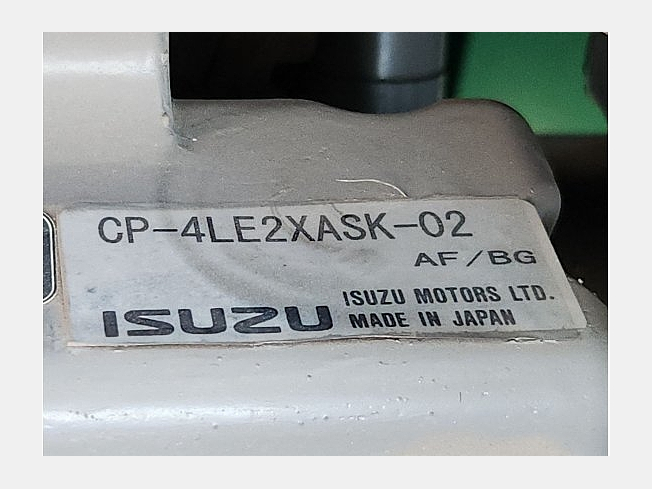 CP-4LE2XASK-02
AF/BG
ISUZU
ISUZU MOTORS LTD.
MADE IN JAPAN